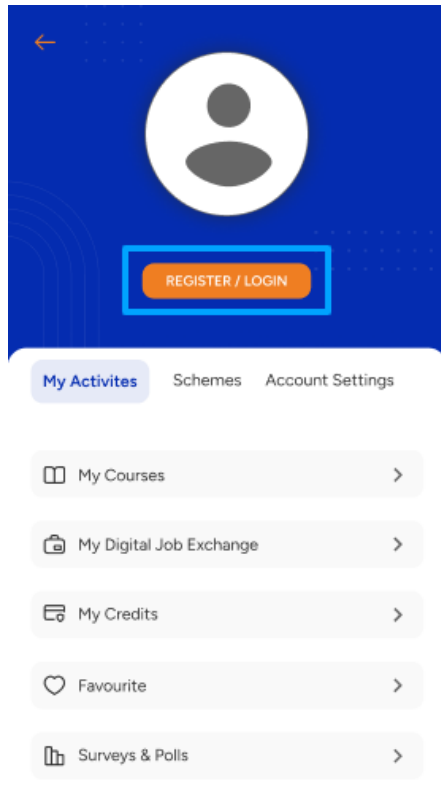 REGISTER / LOGIN
My Activites Schemes Account Settings
My Courses
My Digital Job Exchange
My Credits
Favourite
Surveys & Polls